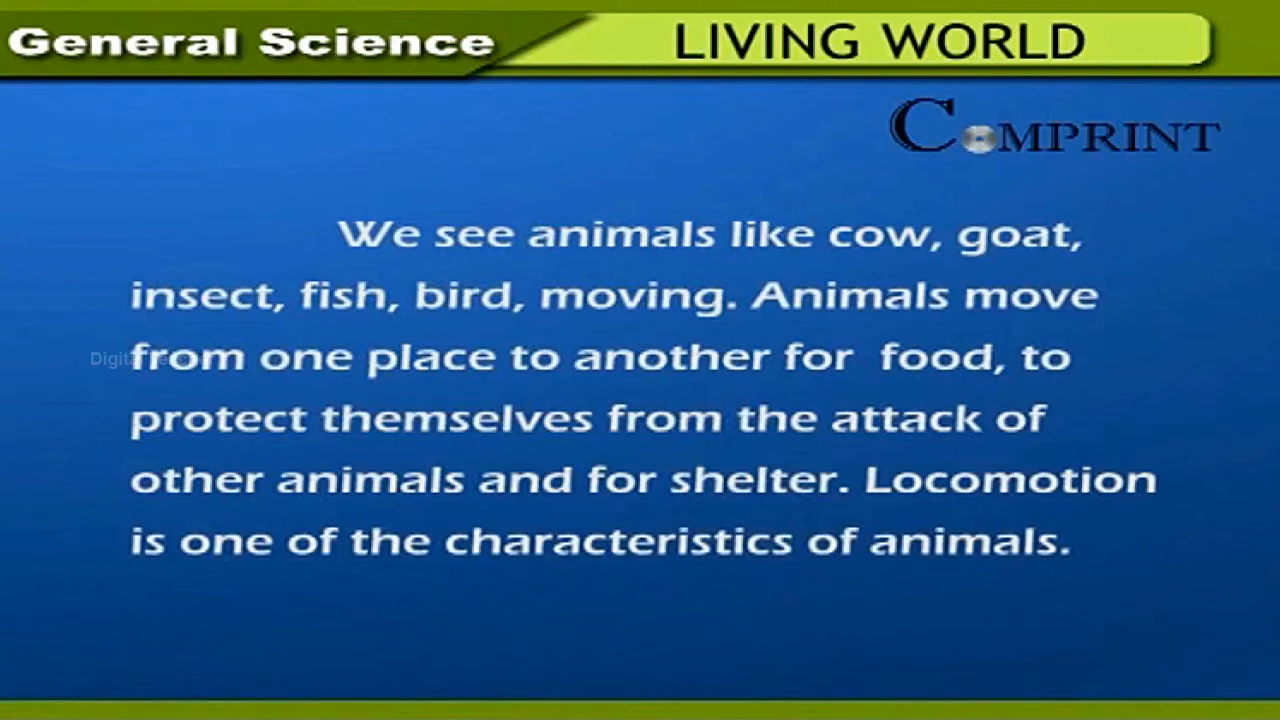 General Science
LIVING WORLD
COMPRINT
We see animals like cow, goat,
insect, fish, bird, moving. Animals move
from one place to another for food, to
protect themselves from the attack of
other animals and for shelter. Locomotion
is one of the characteristics of animals.